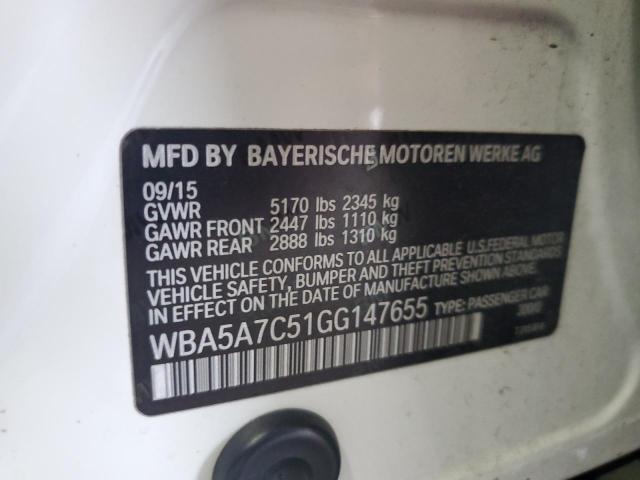 MFD BY BAYERISCHE MOTOREN WERKE AG
09/15
GVWR 5170 lbs 2345 kg
GAWR FRONT 2447 lbs 1110 kg
GAWR REAR 2888 lbs 1310 kg
THIS VEHICLE CONFORMS TO ALL APPLICABLE U.S. FEDERAL MOTOR
VEHICLE SAFETY, BUMPER AND THEFT PREVENTION STANDARDS
IN EFFECT ON THE DATE OF MANUFACTURE SHOWN ABOVE.
WBA5A7C51GG147655 TYPE: PASSENGER CAR